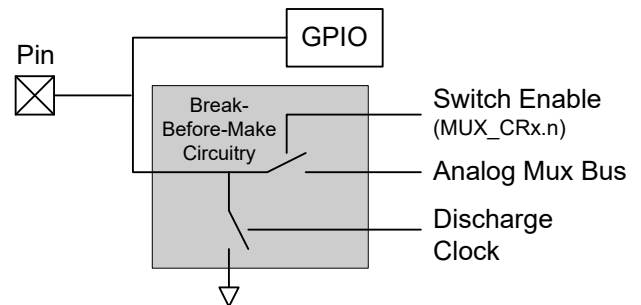 GPIO
Pin
Break-
Before-Make
Circuitry
Switch Enable
(MUX_CRx.n)
Analog Mux Bus
Discharge
Clock